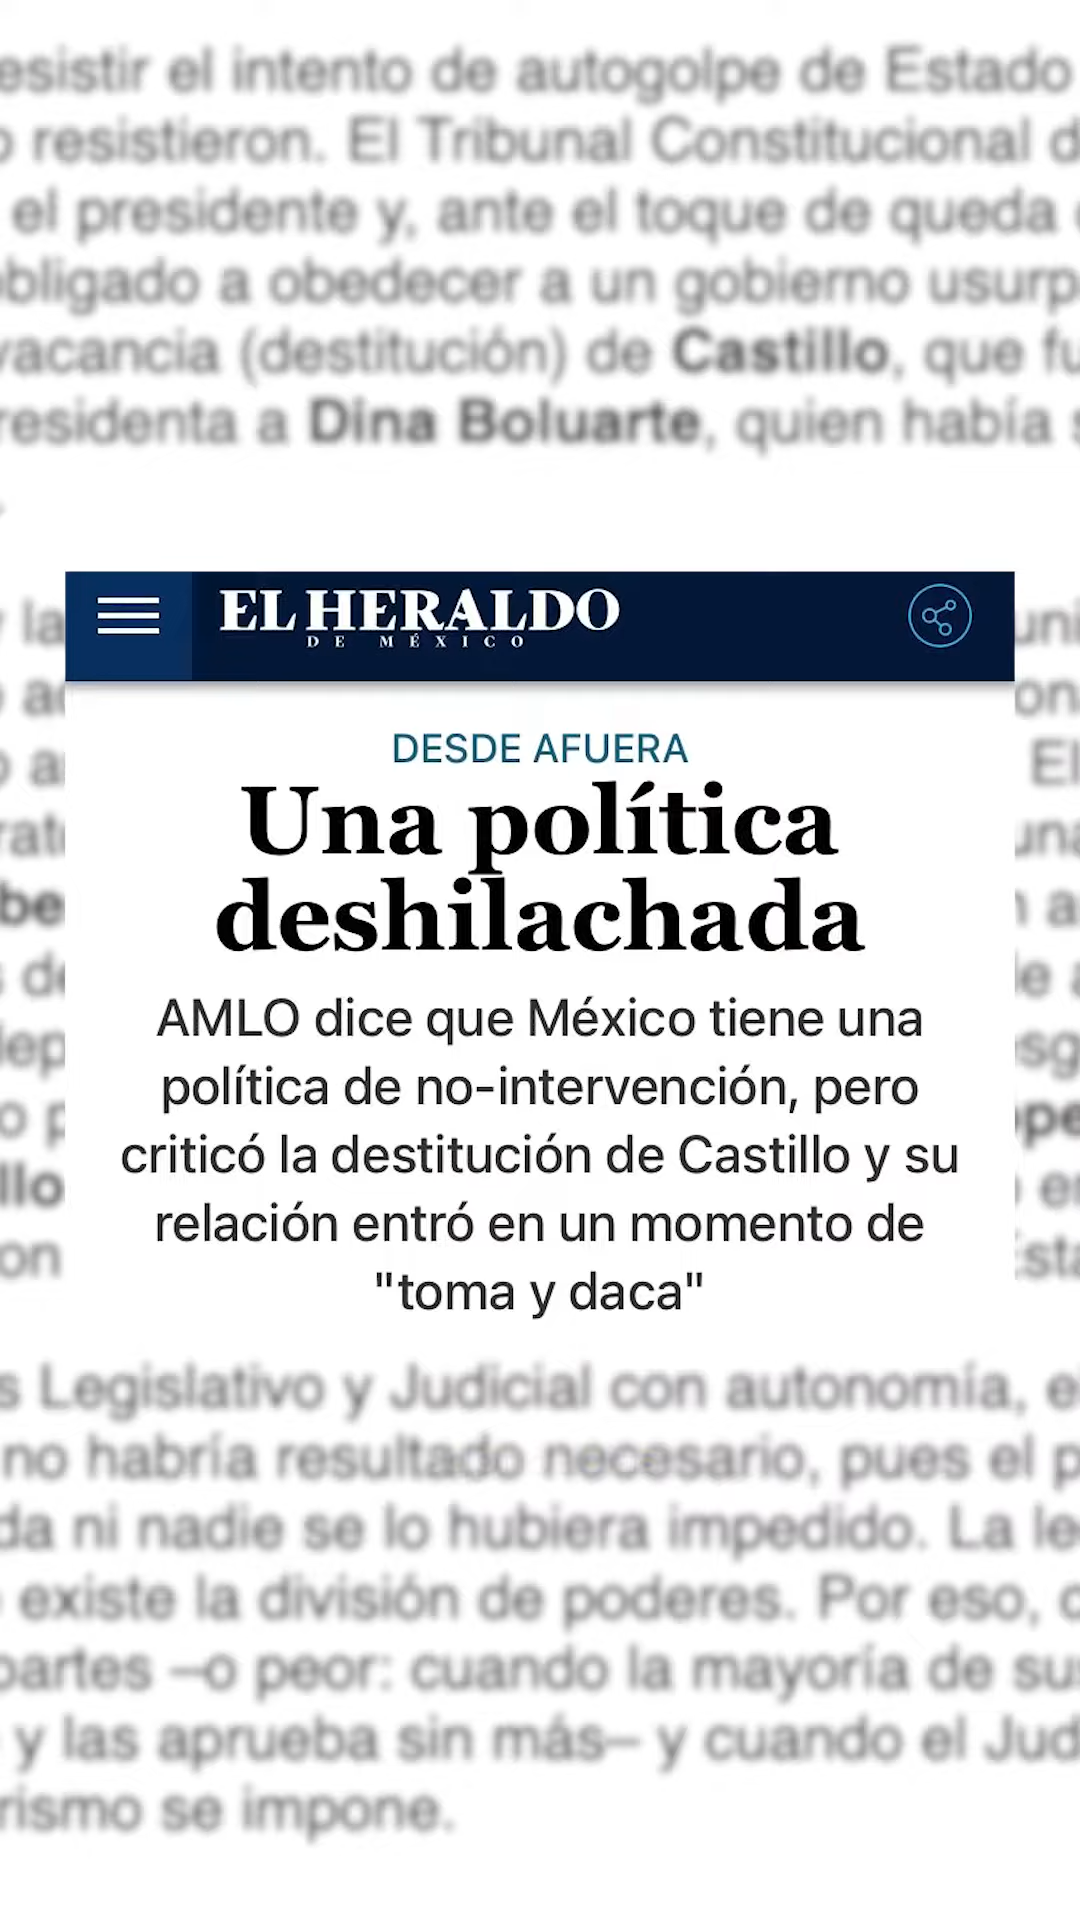 esistir el intento de autogolpe de Estado
o resistieron. El Tribunal Constitucional d
el presidente y, ante el toque de queda
obligado a obedecer a un gobierno usurp
vacancia (destitución) de Castillo, que fu
residenta a Dina Boluarte, quien había s
EL HERALDO
DE MÉXICO
DESDE AFUERA
Una política
deshilachada
AMLO dice que México tiene una
política de no-intervención, pero
criticó la destitución de Castillo y su
relación entró en un momento de
"toma y daca"
s Legislativo y Judicial con autonomía, e
no habría resultado necesario, pues el p
da ni nadie se lo hubiera impedido. La le
existe la división de poderes. Por eso, c
partes —o peor: cuando la mayoría de sus
y las aprueba sin más— y cuando el Jud
rismo se impone.